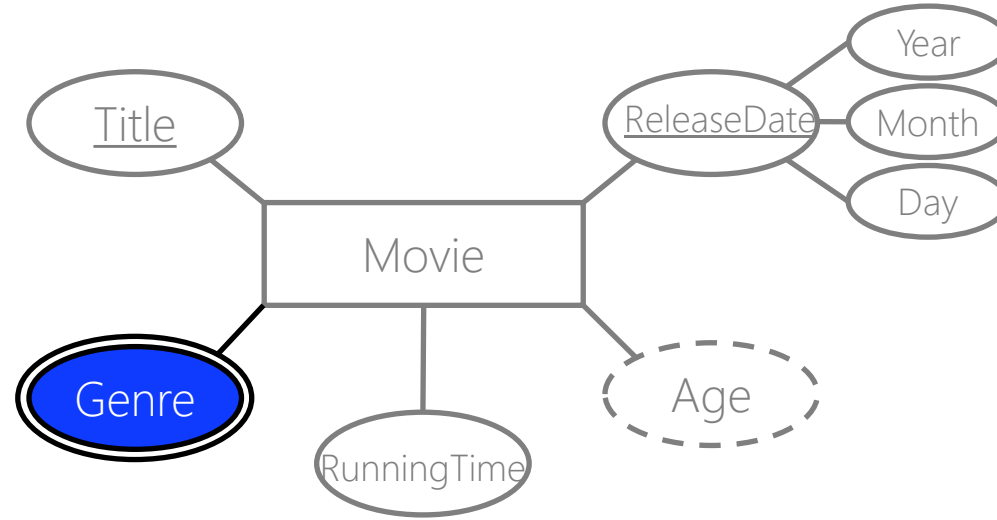 Year
Title
ReleaseDate
Month
Day
Movie
Genre
Age
RunningTime